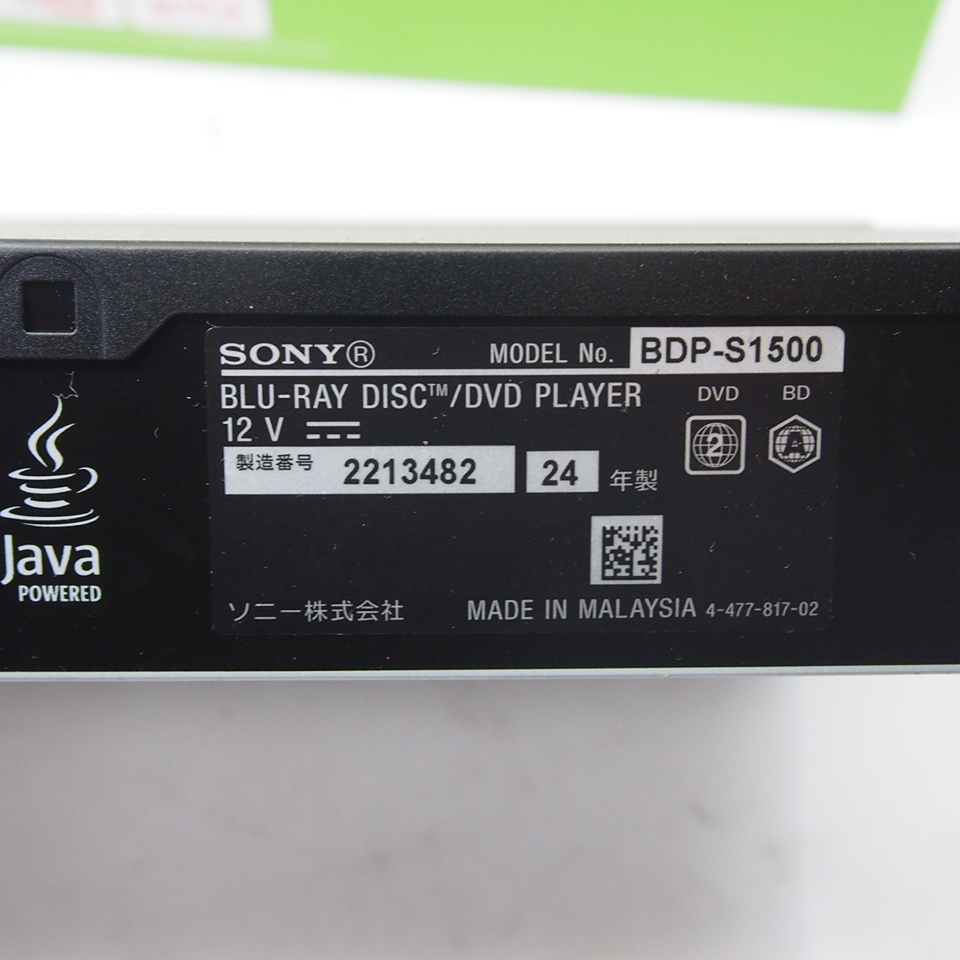 SONY® MODEL No. BDP-S1500
BLU-RAY DISC™/DVD PLAYER DVD BD
12 V 2 A
製造番号 2213482 24 年製
Java
POWERED
ソニー株式会社 MADE IN MALAYSIA 4-477-817-02